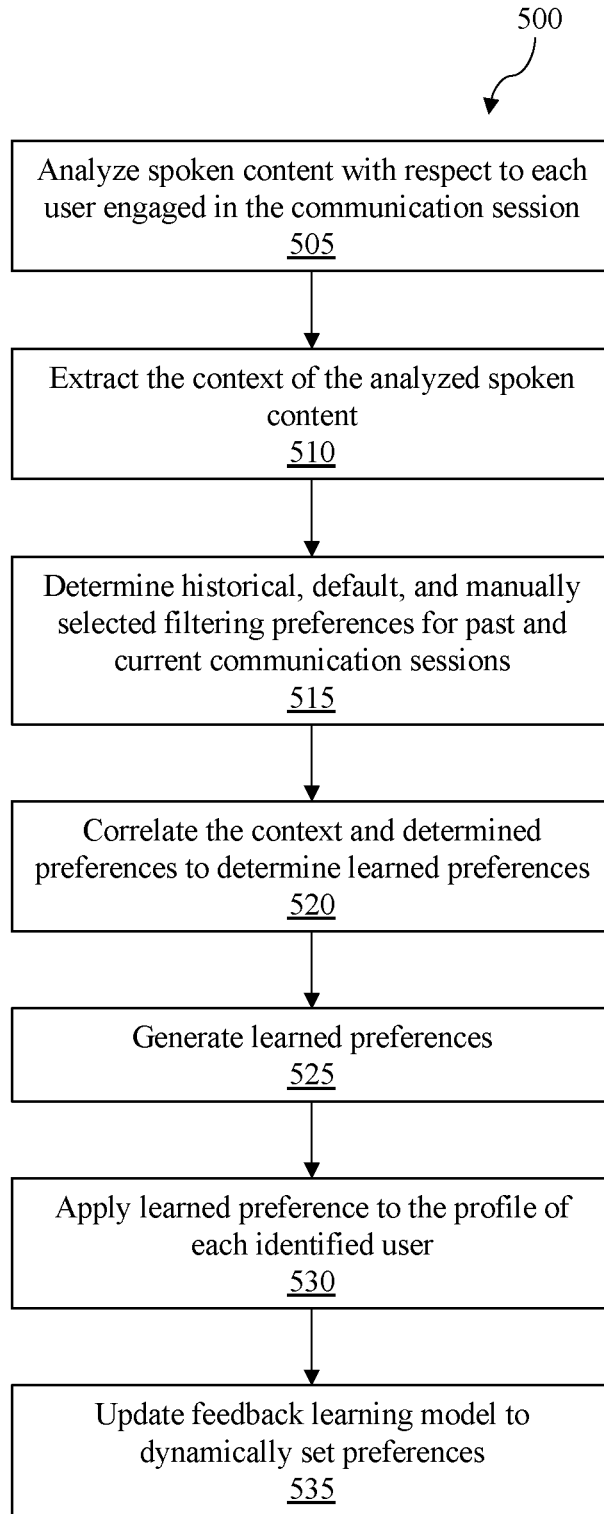 500
Analyze spoken content with respect to each
user engaged in the communication session
505
Extract the context of the analyzed spoken
content
510
Determine historical, default, and manually
selected filtering preferences for past and
current communication sessions
515
Correlate the context and determined
preferences to determine learned preferences
520
Generate learned preferences
525
Apply learned preference to the profile of
each identified user
530
Update feedback learning model to
dynamically set preferences
535